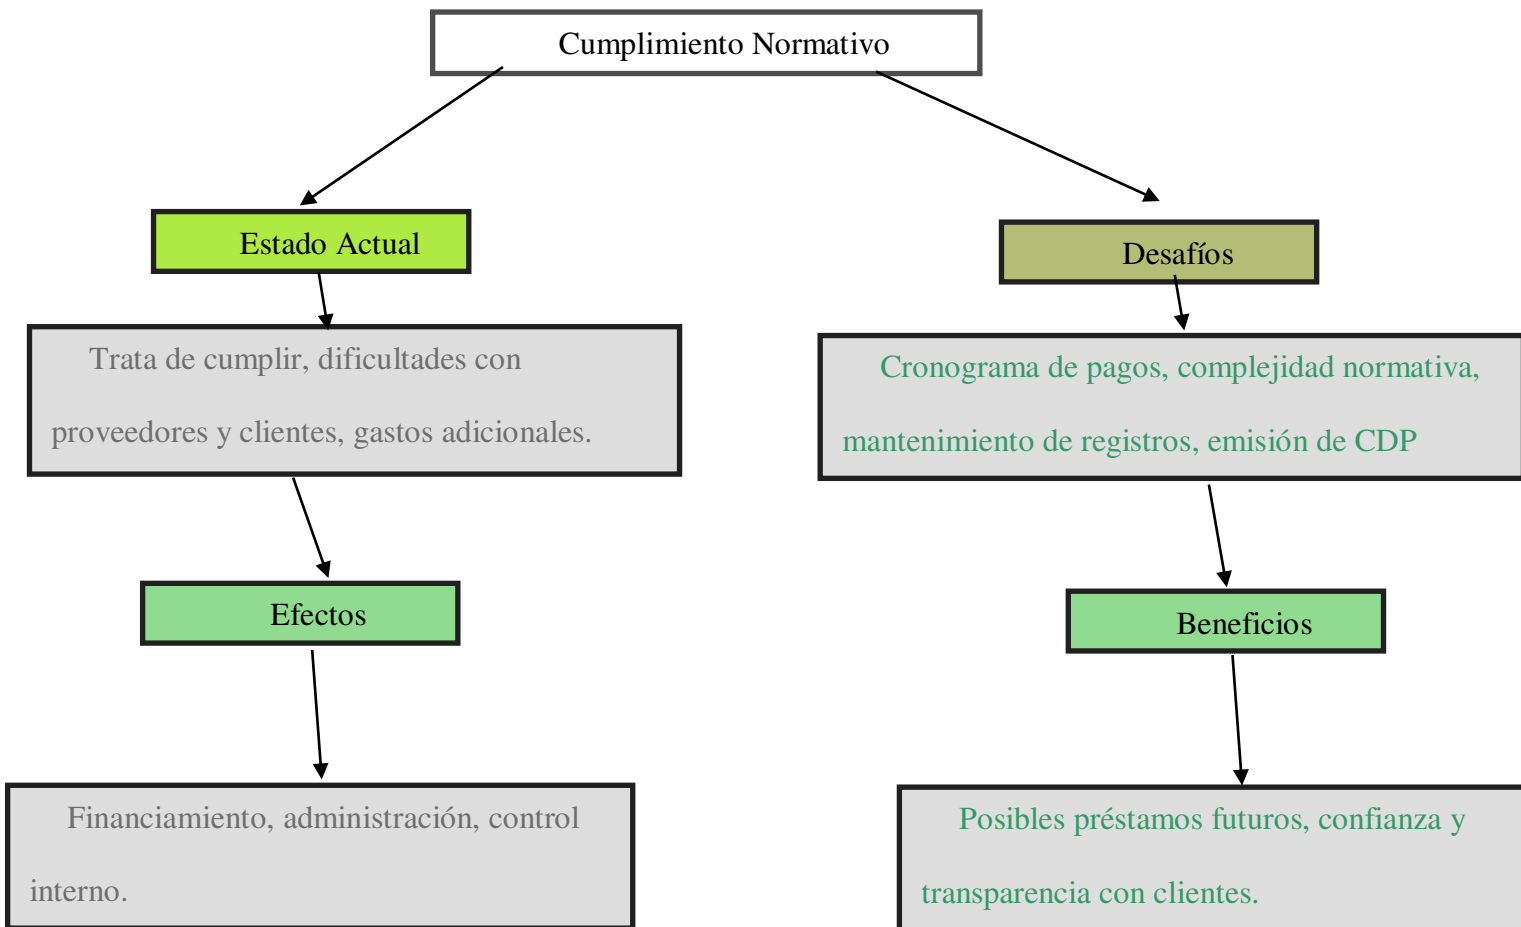 Cumplimiento Normativo
Estado Actual
Desafíos
Trata de cumplir, dificultades con
proveedores y clientes, gastos adicionales.
Cronograma de pagos, complejidad normativa,
mantenimiento de registros, emisión de CDP
Efectos
Beneficios
Financiamiento, administración, control
interno.
Posibles préstamos futuros, confianza y
transparencia con clientes.